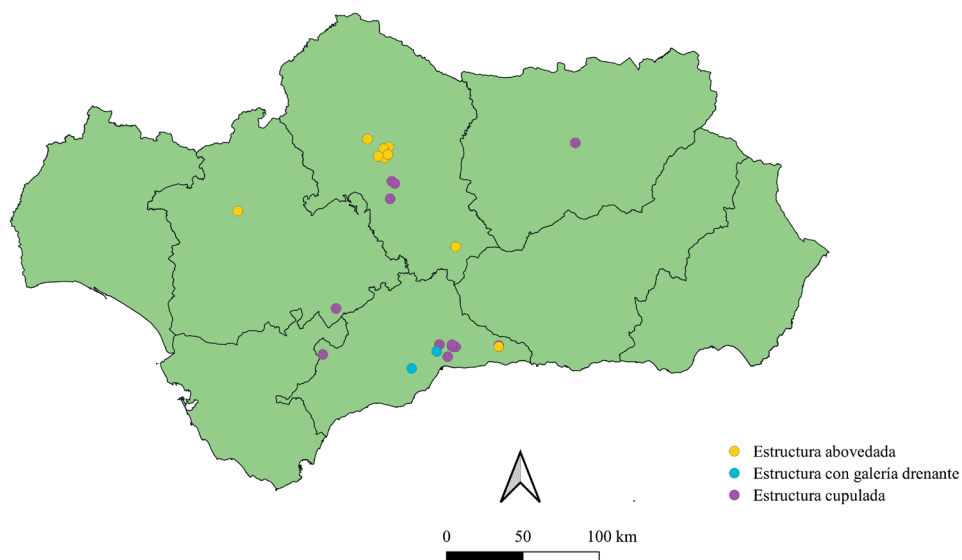 Estructura abovedada
Estructura con galería drenante
Estructura cupulada
0 50 100 km